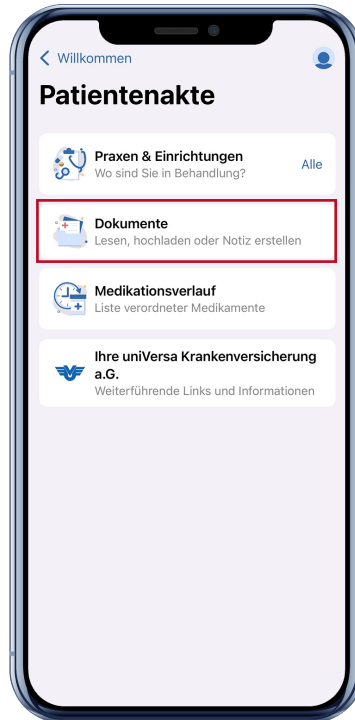 Willkommen
Patientenakte
Praxen & Einrichtungen
Wo sind Sie in Behandlung?
Alle
Dokumente
Lesen, hochladen oder Notiz erstellen
Medikationsverlauf
Liste verordneter Medikamente
Ihre uniVersa Krankenversicherung
a.G.
Weiterführende Links und Informationen